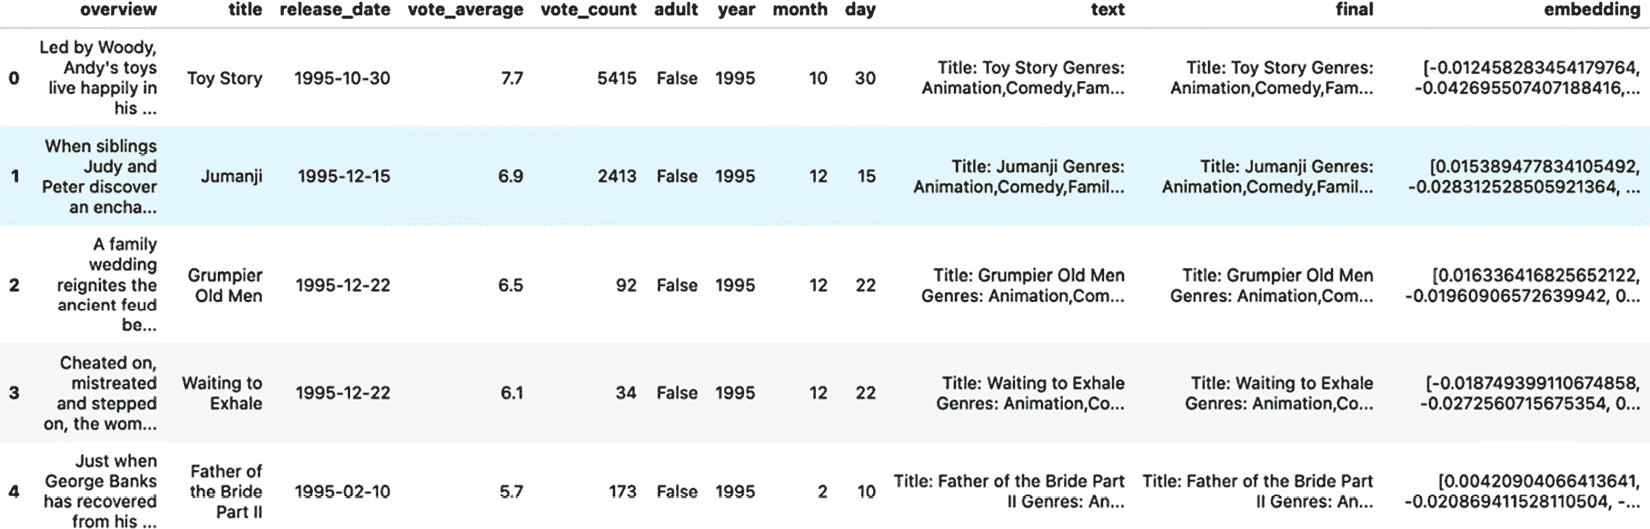 overview title release_date vote_average vote_count adult year month day text final embedding
0 Led by Woody, Andy's toys live happily in his ... Toy Story 1995-10-30 7.7 5415 False 1995 10 30 Title: Toy Story Genres: Animation,Comedy,Fam... Title: Toy Story Genres: Animation,Comedy,Fam... [-0.012458283454179764, -0.042695507407188416,...
1 When siblings Judy and Peter discover an encha... Jumanji 1995-12-15 6.9 2413 False 1995 12 15 Title: Jumanji Genres: Animation,Comedy,Famil... Title: Jumanji Genres: Animation,Comedy,Famil... [0.015389477834105492, -0.028312528505921364, ...
2 A family wedding reignites the ancient feud be... Grumpier Old Men 1995-12-22 6.5 92 False 1995 12 22 Title: Grumpier Old Men Genres: Animation,Com... Title: Grumpier Old Men Genres: Animation,Com... [0.016336416825652122, -0.01960906572639942, 0...
3 Cheated on, mistreated and stepped on, the wom... Waiting to Exhale 1995-12-22 6.1 34 False 1995 12 22 Title: Waiting to Exhale Genres: Animation,Co... Title: Waiting to Exhale Genres: Animation,Co... [-0.018749399110674858, -0.0272560715675354, 0...
4 Just when George Banks has recovered from his ... Father of the Bride Part II 1995-02-10 5.7 173 False 1995 2 10 Title: Father of the Bride Part II Genres: An... Title: Father of the Bride Part II Genres: An... [0.00420904066413641, -0.020869411528110504, -...